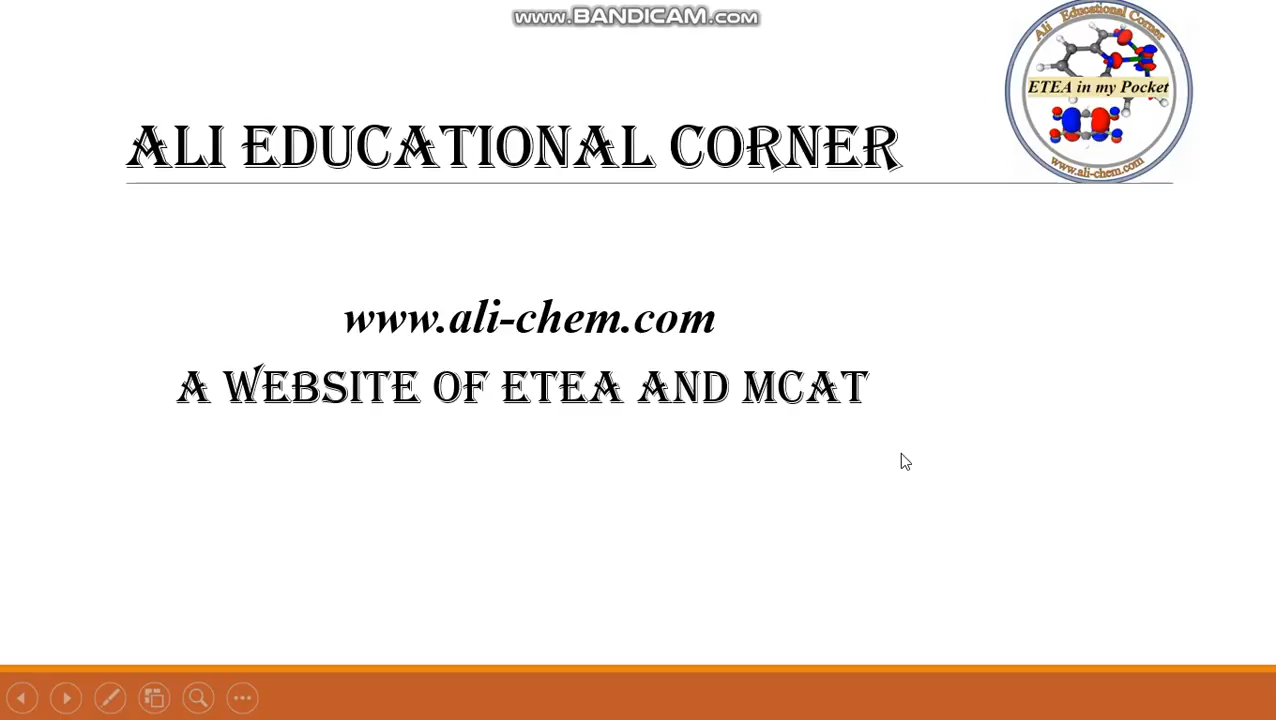 www.BANDICAM.com
Ali Educational Corner
ETEA in my Pocket
www.ali-chem.com
ALI EDUCATIONAL CORNER
www.ali-chem.com
A WEBSITE OF ETEA AND MCAT